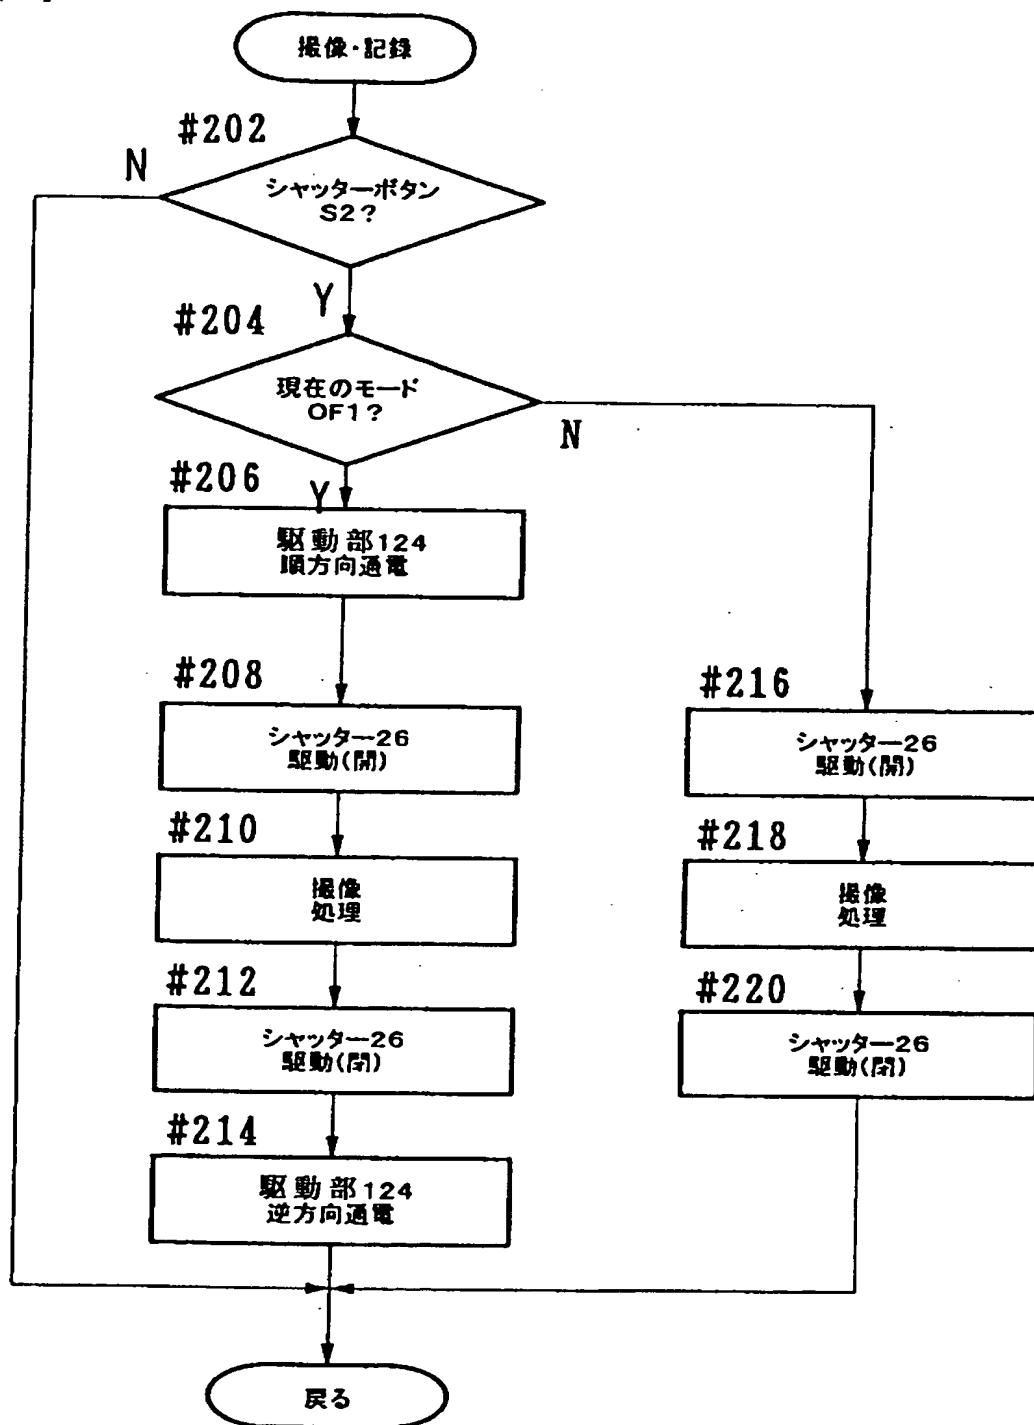 撮像・記録
#202
N
シャッターボタン
S2?
Y
#204
現在のモード
OF1?
N
#206
Y
駆動部124
順方向通電
#208
シャッター26
駆動(開)
#210
撮像
処理
#212
シャッター26
駆動(閉)
#214
駆動部124
逆方向通電
#216
シャッター26
駆動(開)
#218
撮像
処理
#220
シャッター26
駆動(閉)
戻る